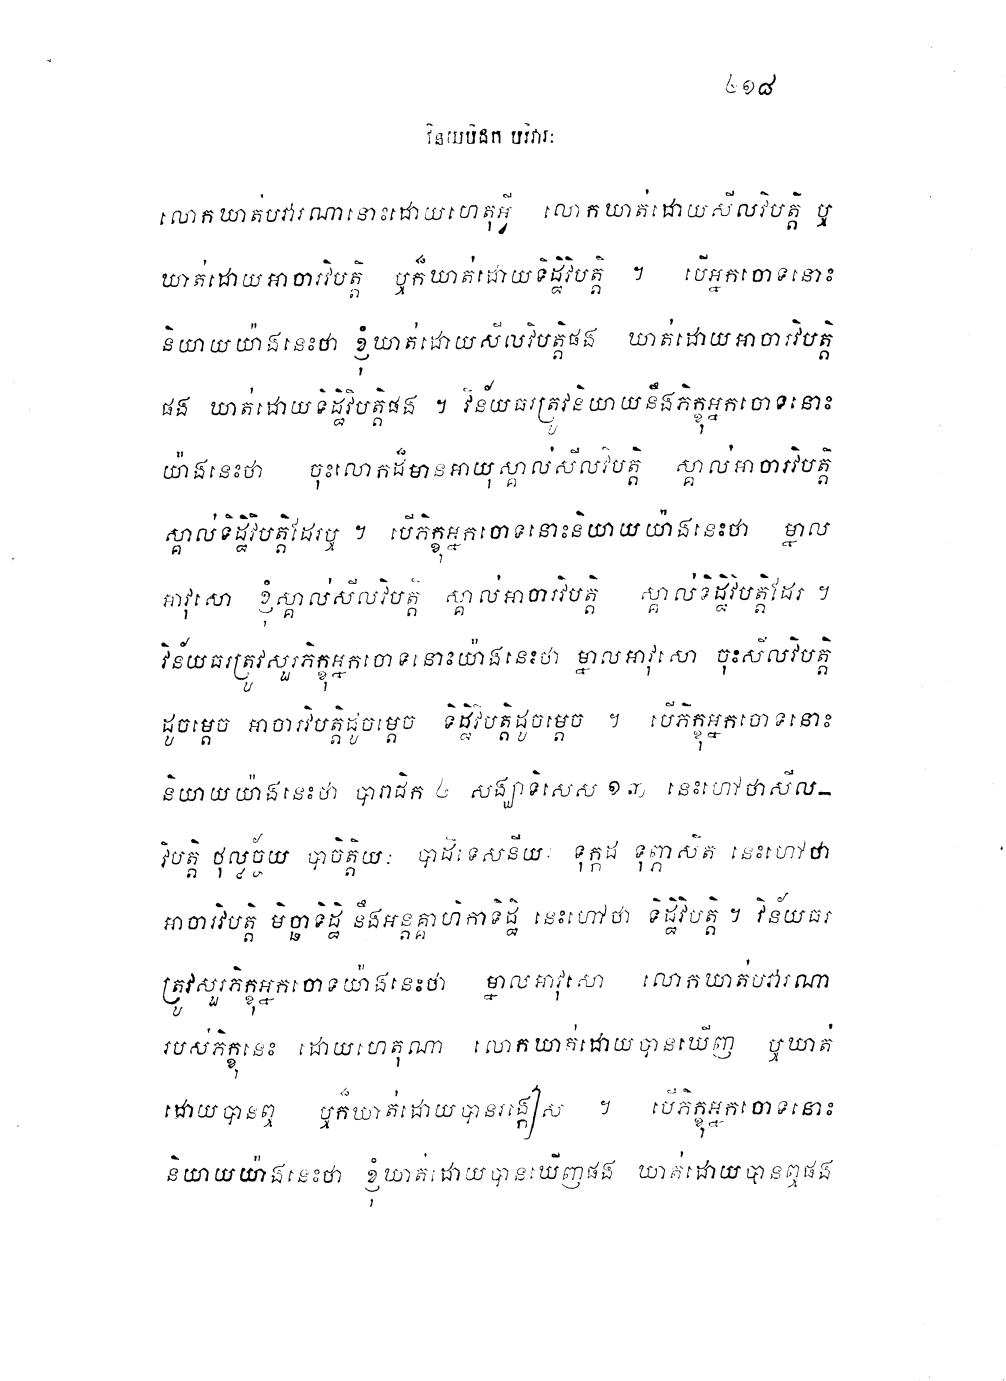 ៤១៨
វិនយបិដក បរិវារៈ
លោកឃាត់បវារណានោះដោយហេតុអ្វី លោកឃាត់ដោយសីលវិបត្តិ ឬ
ឃាត់ដោយអាចារវិបត្តិ ឬក៏ឃាត់ដោយទិដ្ឋិវិបត្តិ ។ បើអ្នកចោទនោះ
និយាយយ៉ាងនេះថា ខ្ញុំឃាត់ដោយសីលវិបត្តិផង ឃាត់ដោយអាចារវិបត្តិ
ផង ឃាត់ដោយទិដ្ឋិវិបត្តិផង ។ វិន័យធរត្រូវនិយាយនឹងភិក្ខុអ្នកចោទនោះ
យ៉ាងនេះថា ចុះលោកដ៏មានអាយុស្គាល់សីលវិបត្តិ ស្គាល់អាចារវិបត្តិ
ស្គាល់ទិដ្ឋិវិបត្តិដែរឬ ។ បើភិក្ខុអ្នកចោទនោះនិយាយយ៉ាងនេះថា ម្នាល
អាវុសោ ខ្ញុំស្គាល់សីលវិបត្តិ ស្គាល់អាចារវិបត្តិ ស្គាល់ទិដ្ឋិវិបត្តិដែរ ។
វិន័យធរត្រូវសួរភិក្ខុអ្នកចោទនោះយ៉ាងនេះថា ម្នាលអាវុសោ ចុះសីលវិបត្តិ
ដូចម្តេច អាចារវិបត្តិដូចម្តេច ទិដ្ឋិវិបត្តិដូចម្តេច ។ បើភិក្ខុអ្នកចោទនោះ
និយាយយ៉ាងនេះថា បារាជិក ៤ សង្ឃាទិសេស ១៣ នេះហៅថាសីល-
វិបត្តិ ថុល្លច្ច័យ បាចិត្តិយៈ បាដិទេសនីយៈ ទុក្កដ ទុព្ភាសិត នេះហៅថា
អាចារវិបត្តិ មិច្ឆាទិដ្ឋិ នឹងអន្តគ្គាហិកាទិដ្ឋិ នេះហៅថា ទិដ្ឋិវិបត្តិ ។ វិន័យធរ
ត្រូវសួរភិក្ខុអ្នកចោទយ៉ាងនេះថា ម្នាលអាវុសោ លោកឃាត់បវារណា
របស់ភិក្ខុនេះ ដោយហេតុណា លោកឃាត់ដោយបានឃើញ ឬឃាត់
ដោយបានឮ ឬក៏ឃាត់ដោយបានរង្កៀស ។ បើភិក្ខុអ្នកចោទនោះ
និយាយយ៉ាងនេះថា ខ្ញុំឃាត់ដោយបានឃើញផង ឃាត់ដោយបានឮផង